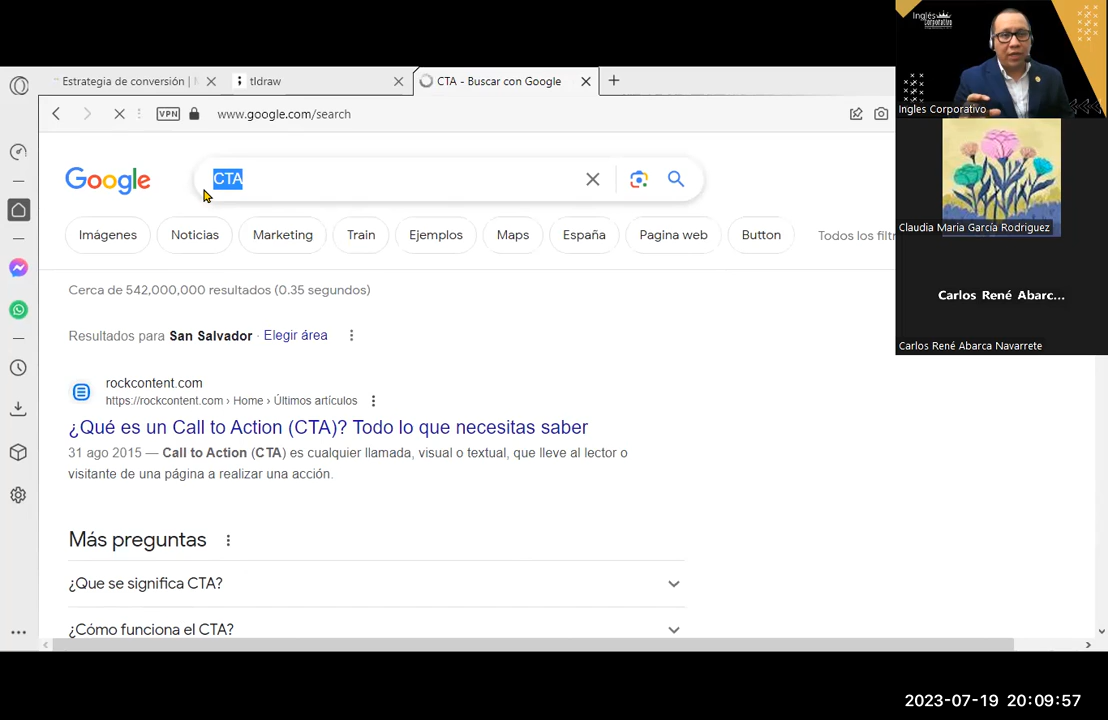 Estrategia de conversión |
tldraw
CTA - Buscar con Google
VPN
www.google.com/search
Google
CTA
Imágenes
Noticias
Marketing
Train
Ejemplos
Maps
España
Pagina web
Button
Todos los filtr
Cerca de 542,000,000 resultados (0.35 segundos)
Resultados para San Salvador · Elegir área
rockcontent.com
https://rockcontent.com › Home › Últimos artículos
¿Qué es un Call to Action (CTA)? Todo lo que necesitas saber
31 ago 2015 — Call to Action (CTA) es cualquier llamada, visual o textual, que lleve al lector o
visitante de una página a realizar una acción.
Más preguntas
¿Que se significa CTA?
¿Cómo funciona el CTA?
Inglés
Corporativo
Ingles Corporativo
Claudia Maria García Rodriguez
Carlos René Abarc...
Carlos René Abarca Navarrete
2023-07-19 20:09:57